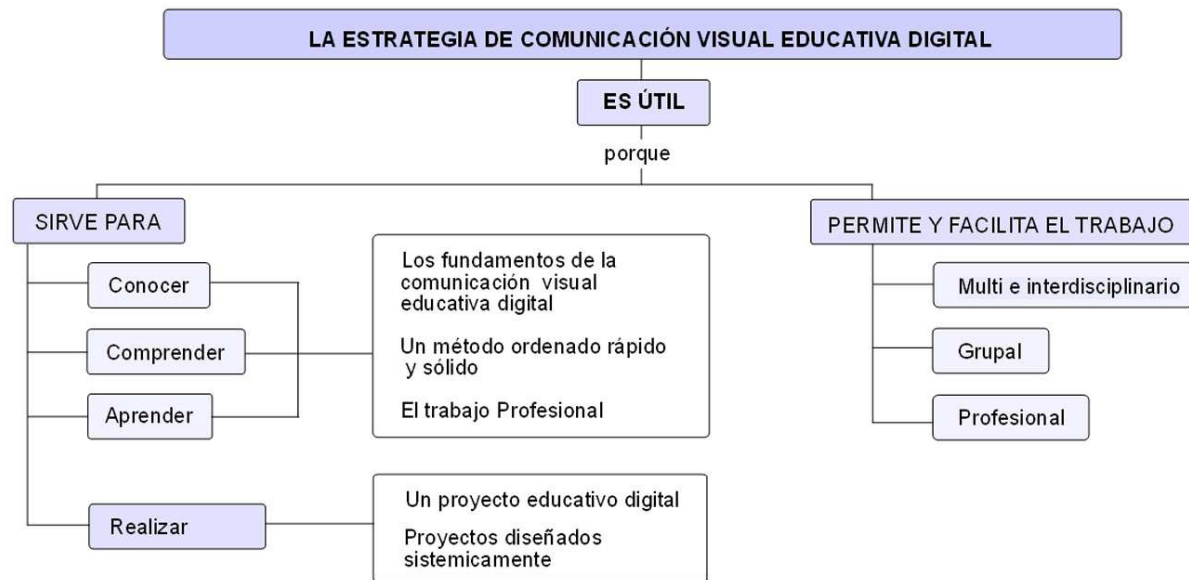 LA ESTRATEGIA DE COMUNICACIÓN VISUAL EDUCATIVA DIGITAL
ES ÚTIL
porque
SIRVE PARA
Conocer
Comprender
Aprender
Los fundamentos de la
comunicación visual
educativa digital
Un método ordenado rápido
y sólido
El trabajo Profesional
Realizar
Un proyecto educativo digital
Proyectos diseñados
sistemicamente
PERMITE Y FACILITA EL TRABAJO
Multi e interdisciplinario
Grupal
Profesional